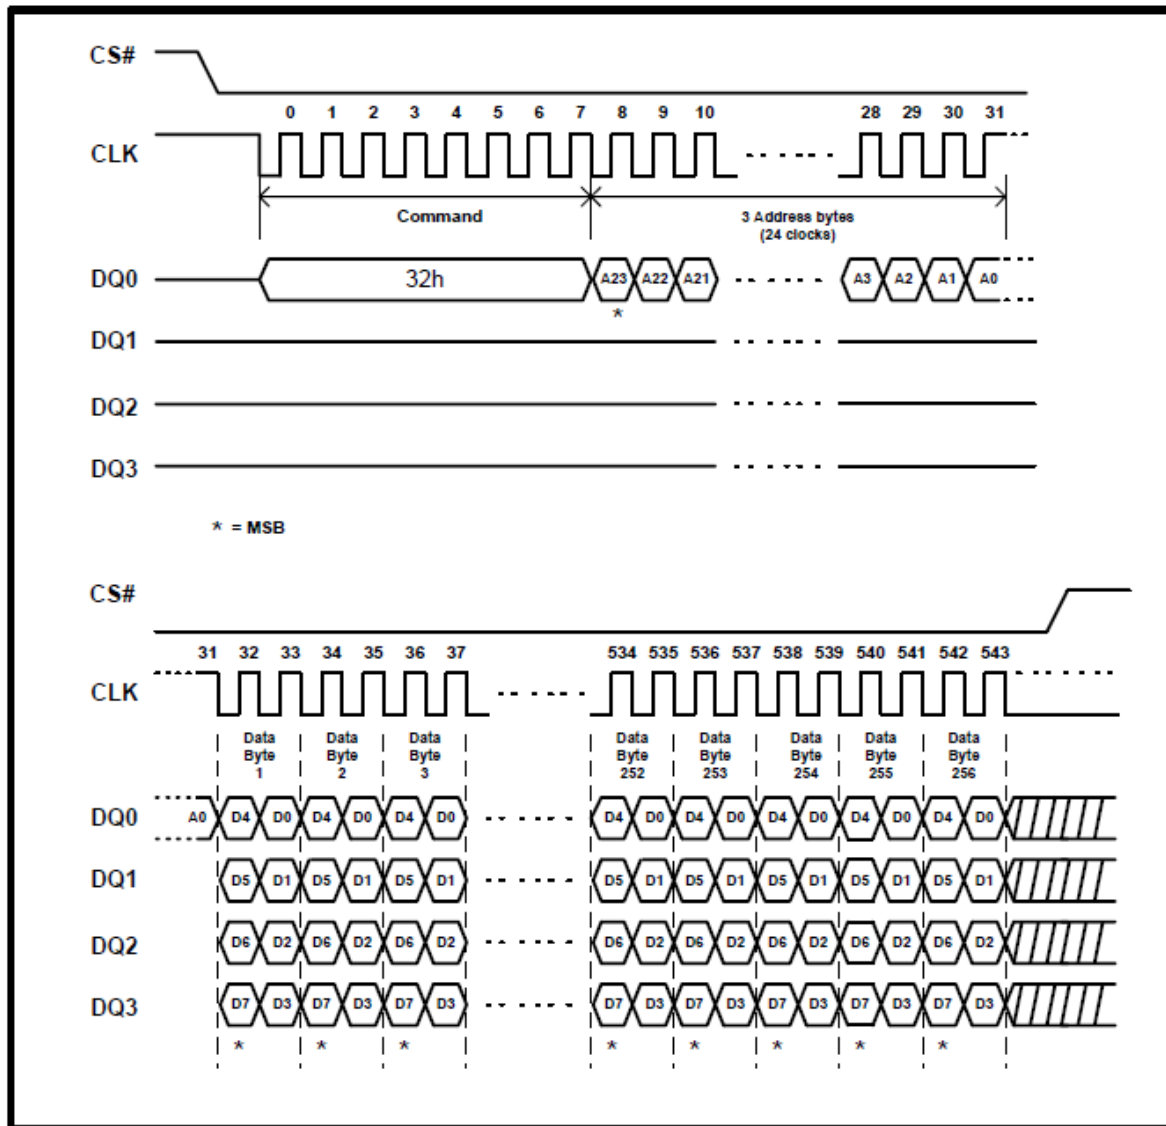 CS#
0 1 2 3 4 5 6 7 8 9 10 28 29 30 31
CLK
Command
3 Address bytes
(24 clocks)
DQ0 32h A23 A22 A21 A3 A2 A1 A0
*
DQ1
DQ2
DQ3
* = MSB
CS#
31 32 33 34 35 36 37 534 535 536 537 538 539 540 541 542 543
CLK
Data Data Data Data Data Data Data Data
Byte Byte Byte Byte Byte Byte Byte Byte
1 2 3 252 253 254 255 256
DQ0 A0 D4 D0 D4 D0 D4 D0 D4 D0 D4 D0 D4 D0 D4 D0 D4 D0
DQ1 D5 D1 D5 D1 D5 D1 D5 D1 D5 D1 D5 D1 D5 D1 D5 D1
DQ2 D6 D2 D6 D2 D6 D2 D6 D2 D6 D2 D6 D2 D6 D2 D6 D2
DQ3 D7 D3 D7 D3 D7 D3 D7 D3 D7 D3 D7 D3 D7 D3 D7 D3
* * * * * * * *